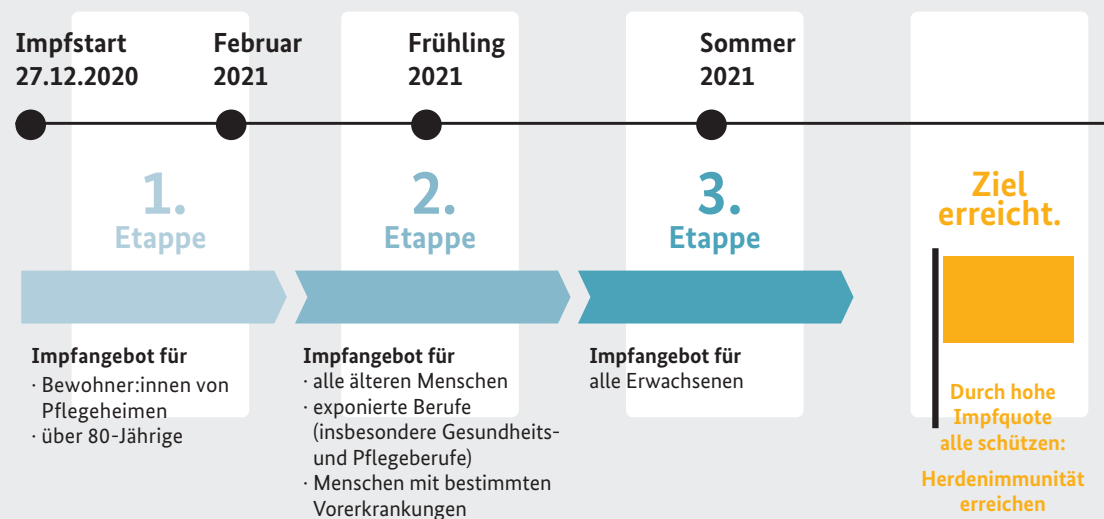 Impfstart
27.12.2020
Februar
2021
Frühling
2021
Sommer
2021
1.
Etappe
2.
Etappe
3.
Etappe
Ziel
erreicht.
Impfangebot für
· Bewohner:innen von
Pflegeheimen
· über 80-Jährige
Impfangebot für
· alle älteren Menschen
· exponierte Berufe
(insbesondere Gesundheits-
und Pflegeberufe)
· Menschen mit bestimmten
Vorerkrankungen
Impfangebot für
alle Erwachsenen
Durch hohe
Impfquote
alle schützen:
Herdenimmunität
erreichen